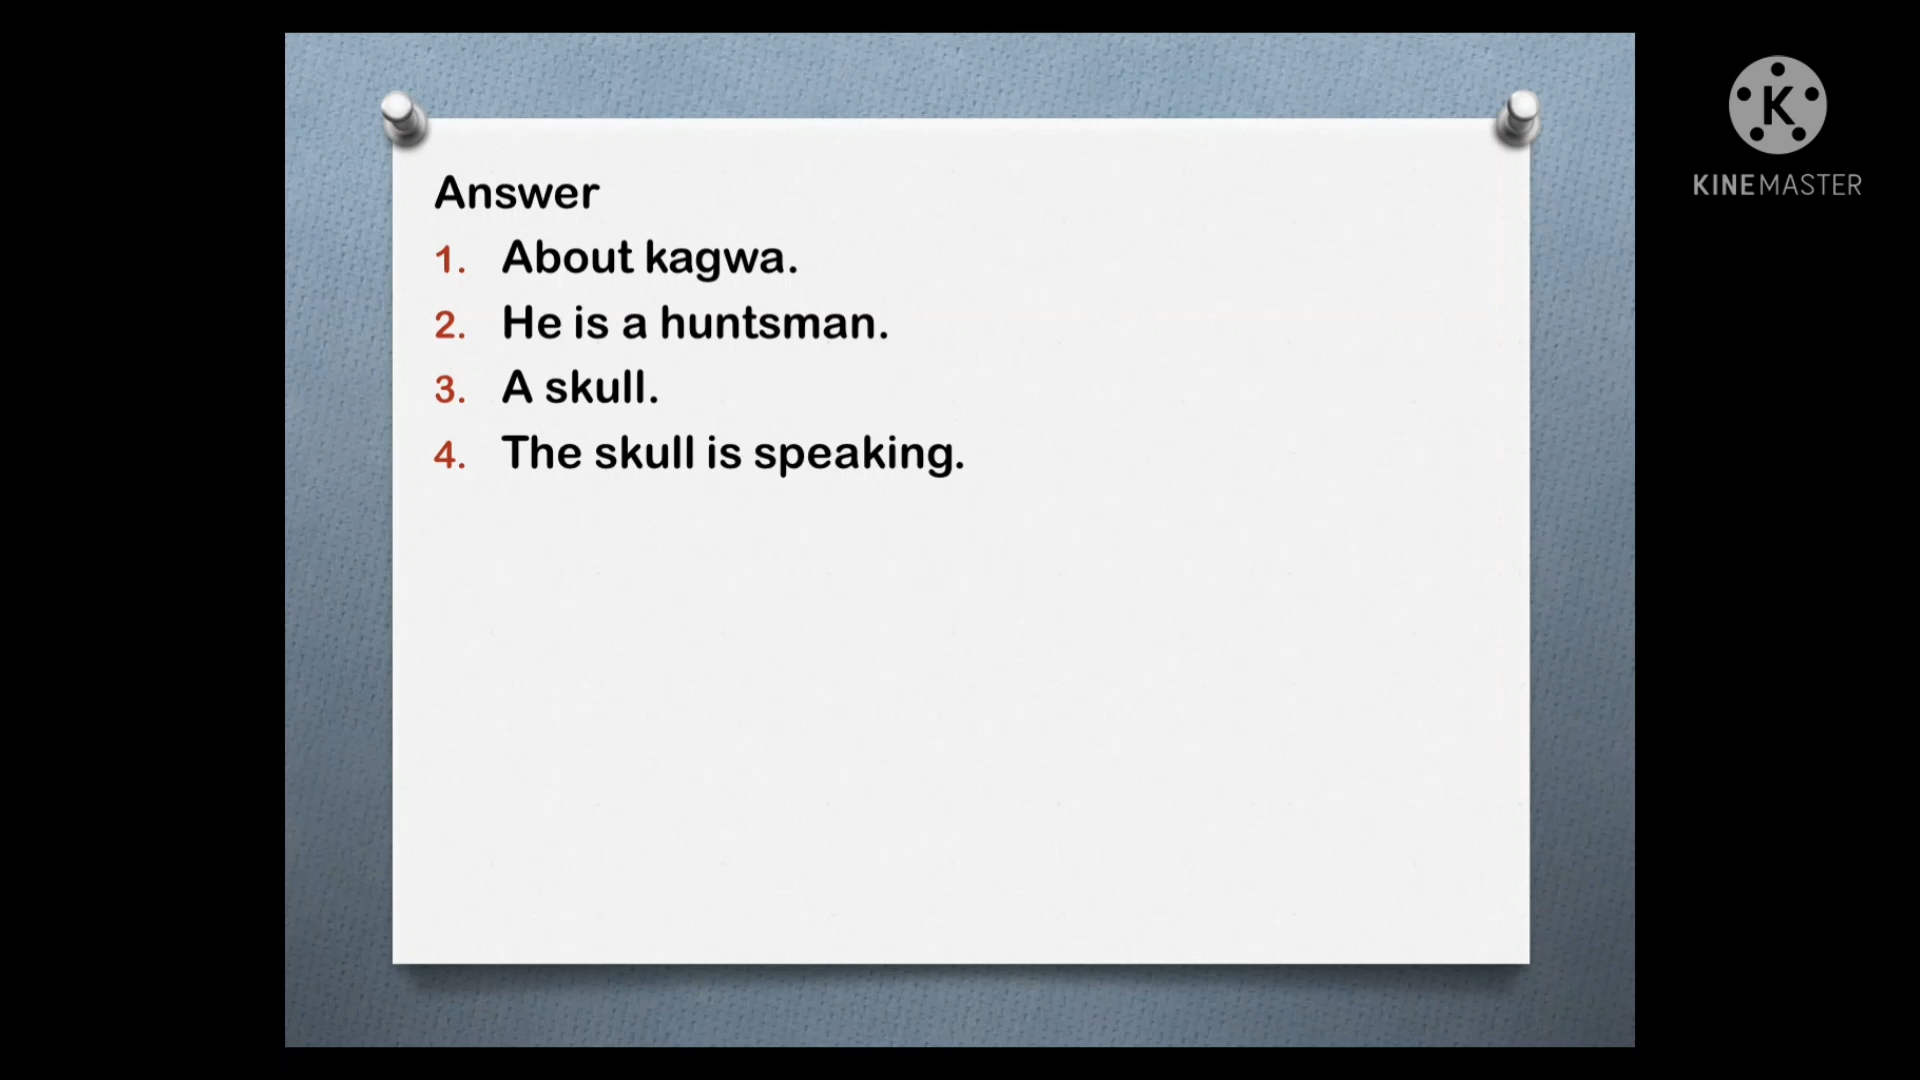 Answer
1. About kagwa.
2. He is a huntsman.
3. A skull.
4. The skull is speaking.
K
KINEMASTER